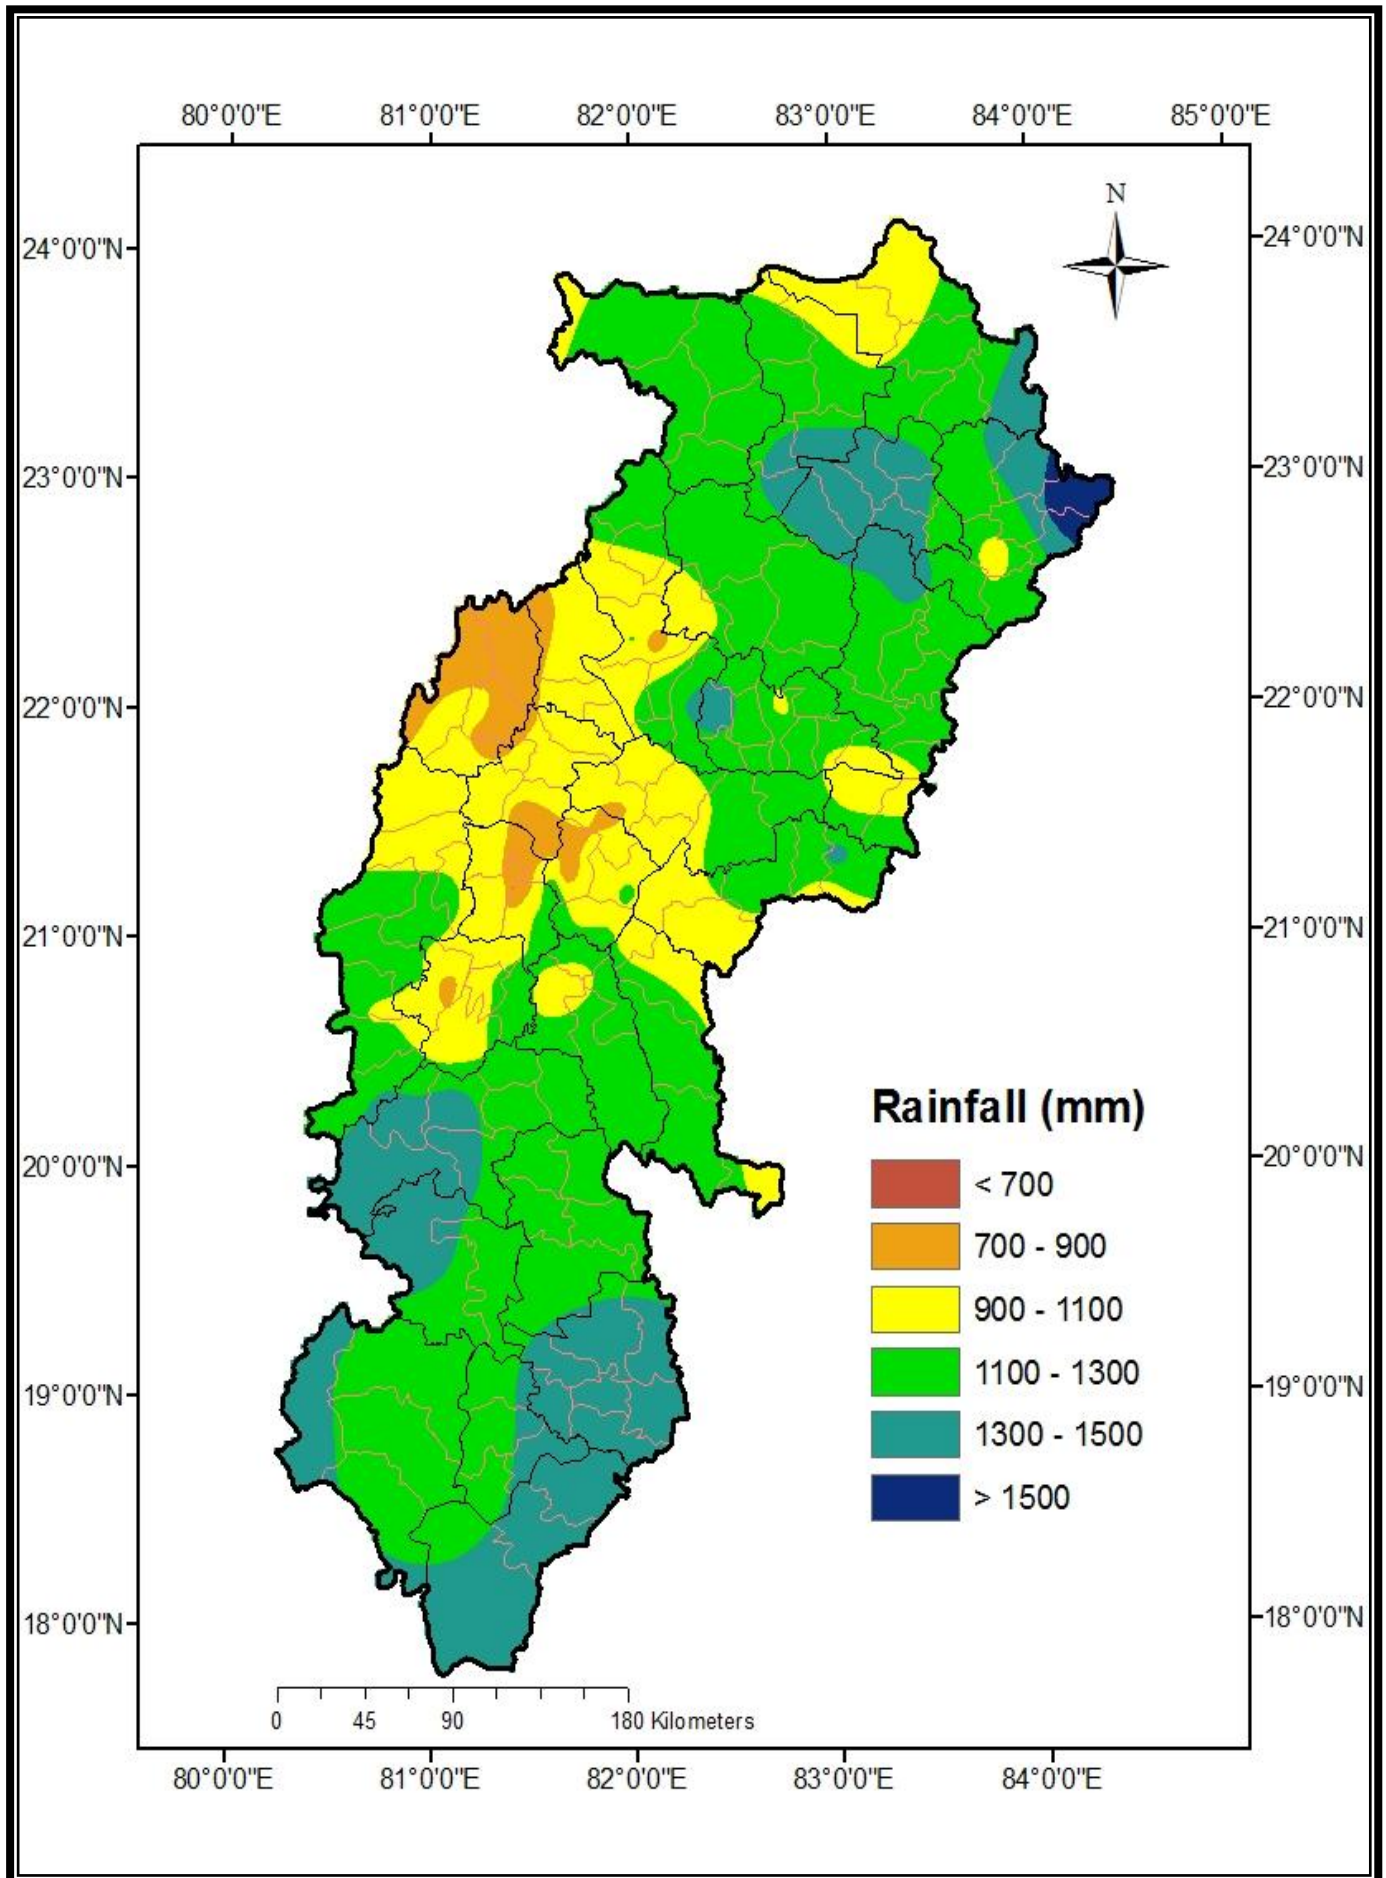 80°0'0"E 81°0'0"E 82°0'0"E 83°0'0"E 84°0'0"E 85°0'0"E
N
24°0'0"N 24°0'0"N
23°0'0"N 23°0'0"N
22°0'0"N 22°0'0"N
21°0'0"N 21°0'0"N
Rainfall (mm)
20°0'0"N 20°0'0"N
< 700
700 - 900
900 - 1100
1100 - 1300
19°0'0"N 19°0'0"N
1300 - 1500
> 1500
18°0'0"N 18°0'0"N
0 45 90 180 Kilometers
80°0'0"E 81°0'0"E 82°0'0"E 83°0'0"E 84°0'0"E